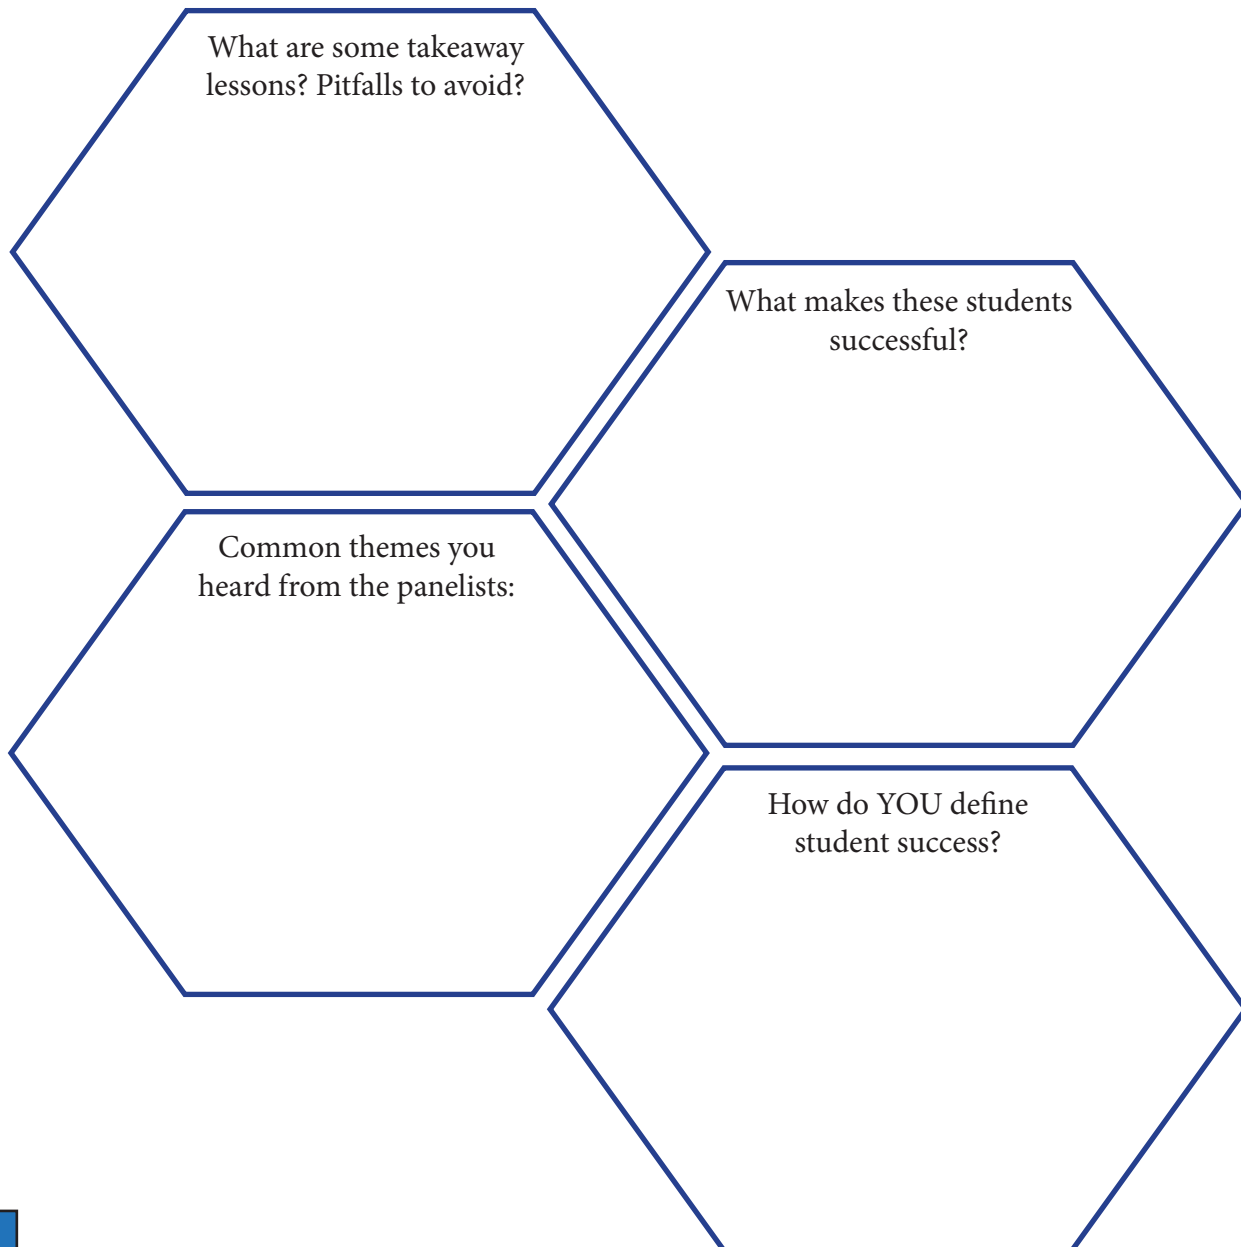 What are some takeaway
lessons? Pitfalls to avoid?
What makes these students
successful?
Common themes you
heard from the panelists:
How do YOU define
student success?